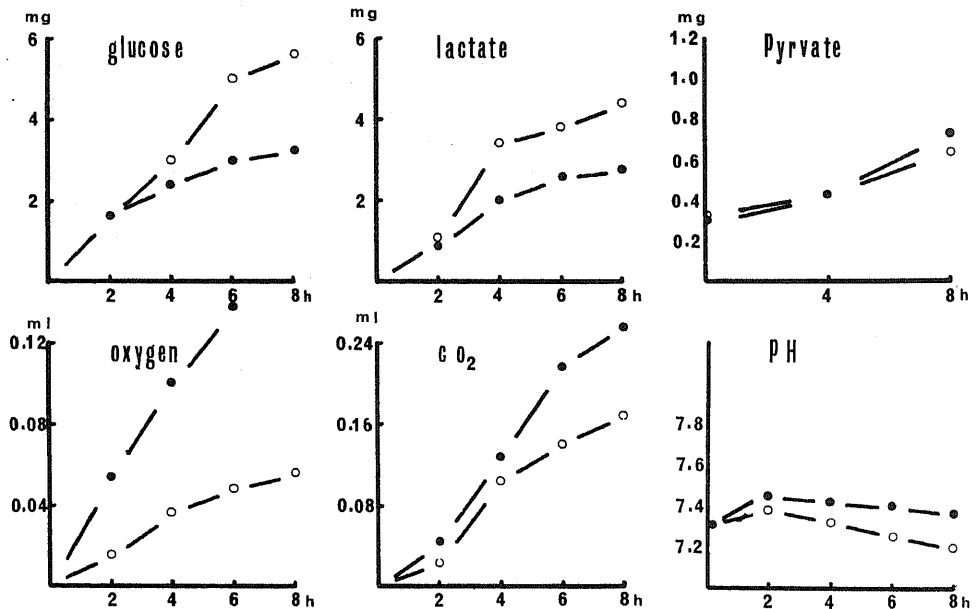 mg
glucose
6
4
2
2 4 6 8 h
mg
lactate
6
4
2
2 4 6 8 h
mg
Pyrvate
1.2
1.0
0.8
0.6
0.4
0.2
4 8 h
ml
oxygen
0.12
0.08
0.04
2 4 6 8
ml
co2
0.24
0.16
0.08
2 4 6 8
PH
7.8
7.6
7.4
7.2
0 2 4 6 8